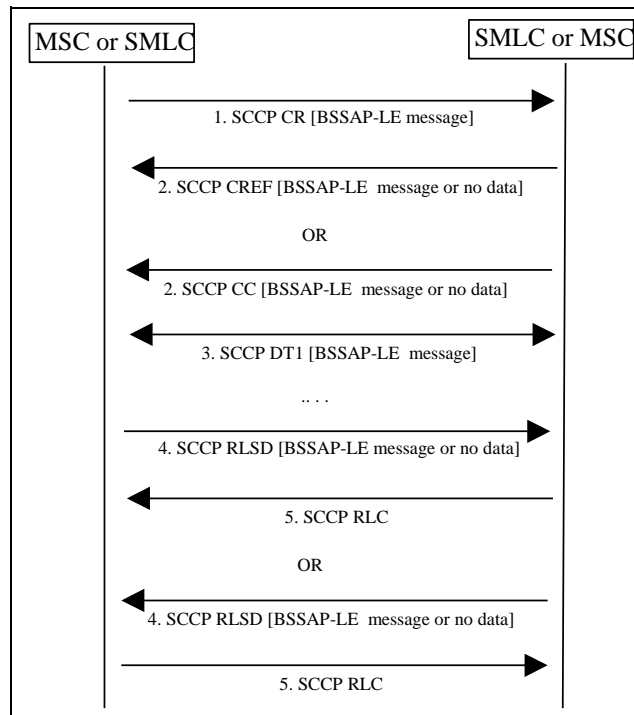 MSC or SMLC
SMLC or MSC
1. SCCP CR [BSSAP-LE message]
2. SCCP CREF [BSSAP-LE message or no data]
OR
2. SCCP CC [BSSAP-LE message or no data]
3. SCCP DT1 [BSSAP-LE message]
.. . .
4. SCCP RLSD [BSSAP-LE message or no data]
5. SCCP RLC
OR
4. SCCP RLSD [BSSAP-LE message or no data]
5. SCCP RLC